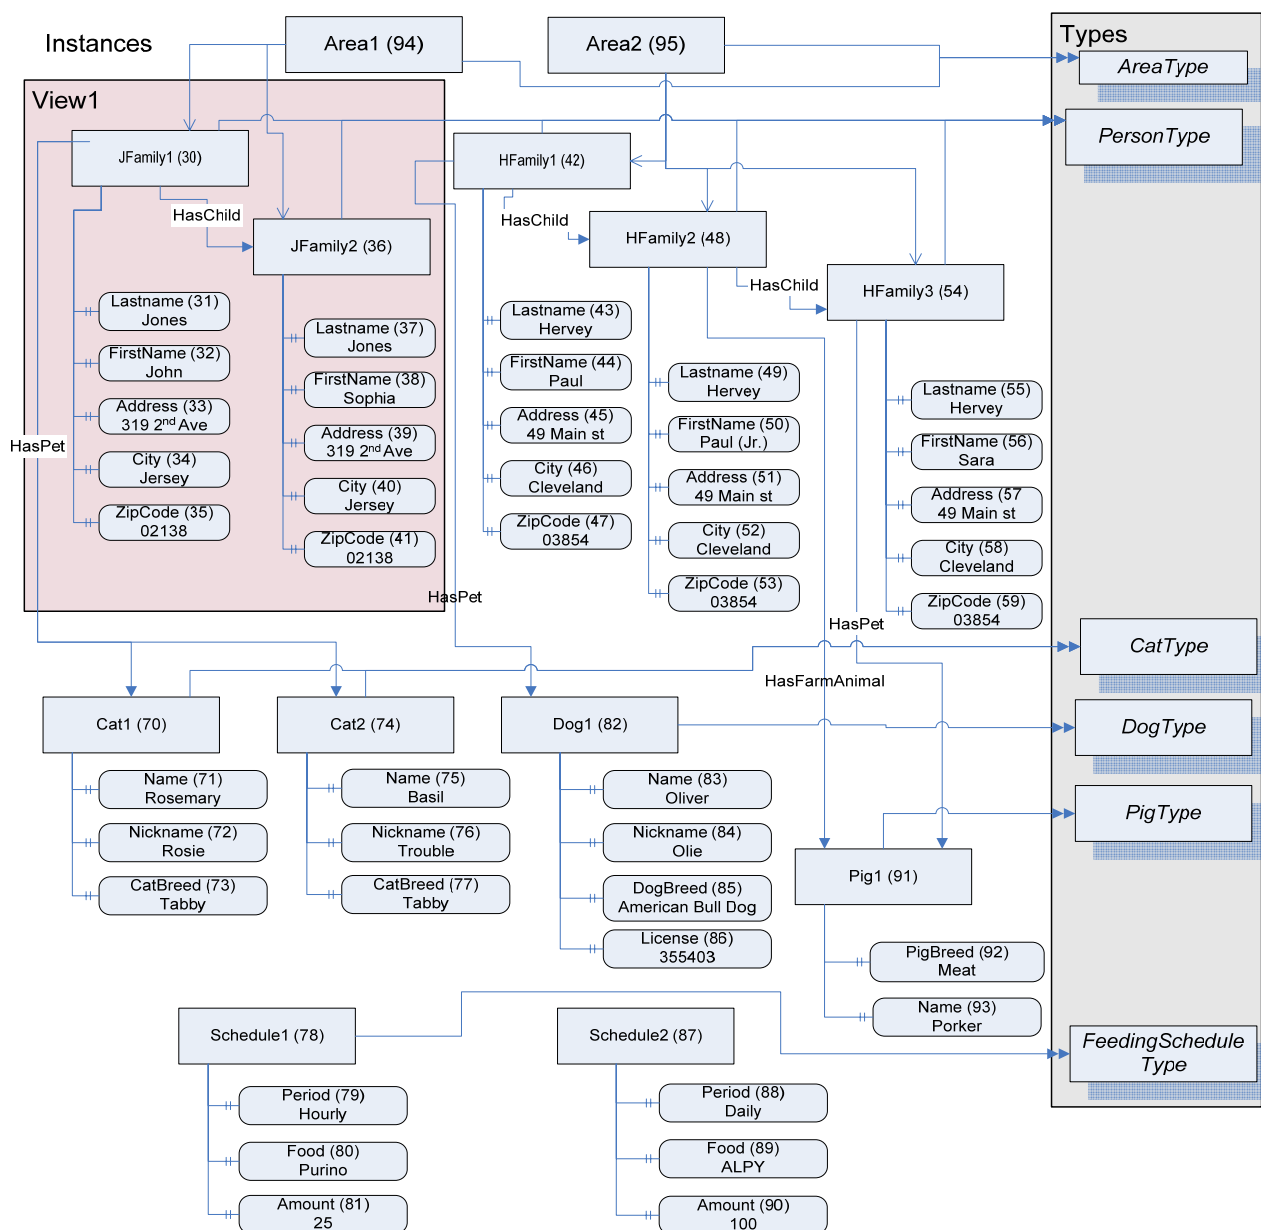 Instances
Area1 (94)
Area2 (95)
Types
AreaType
View1
PersonType
JFamily1 (30)
HFamily1 (42)
HasChild
HasChild
JFamily2 (36)
HFamily2 (48)
HasChild
HFamily3 (54)
Lastname (31)
Jones
FirstName (32)
John
Address (33)
319 2nd Ave
City (34)
Jersey
ZipCode (35)
02138
Lastname (37)
Jones
FirstName (38)
Sophia
Address (39)
319 2nd Ave
City (40)
Jersey
ZipCode (41)
02138
Lastname (43)
Hervey
FirstName (44)
Paul
Address (45)
49 Main st
City (46)
Cleveland
ZipCode (47)
03854
Lastname (49)
Hervey
FirstName (50)
Paul (Jr.)
Address (51)
49 Main st
City (52)
Cleveland
ZipCode (53)
03854
Lastname (55)
Hervey
FirstName (56)
Sara
Address (57
49 Main st
City (58)
Cleveland
ZipCode (59)
03854
HasPet
HasPet
HasPet
HasFarmAnimal
CatType
Cat1 (70)
Cat2 (74)
Dog1 (82)
DogType
Name (71)
Rosemary
Nickname (72)
Rosie
CatBreed (73)
Tabby
Name (75)
Basil
Nickname (76)
Trouble
CatBreed (77)
Tabby
Name (83)
Oliver
Nickname (84)
Olie
DogBreed (85)
American Bull Dog
License (86)
355403
PigType
Pig1 (91)
PigBreed (92)
Meat
Name (93)
Porker
Schedule1 (78)
Schedule2 (87)
FeedingSchedule
Type
Period (79)
Hourly
Food (80)
Purino
Amount (81)
25
Period (88)
Daily
Food (89)
ALPY
Amount (90)
100